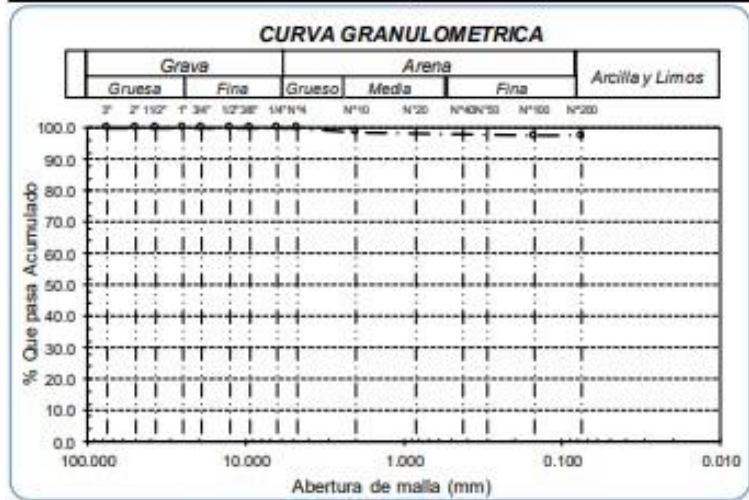 CURVA GRANULOMETRICA
Grava Arena Arcilla y Limos
Gruesa Fina Grueso Media Fina
3" 2" 1 1/2" 1" 3/4" 1/2" 3/8" 1/4" N°4 N°10 N°20 N°40 N°50 N°100 N°200
100.0
90.0
80.0
70.0
60.0
50.0
40.0
30.0
20.0
10.0
0.0
% Que pasa Acumulado
100.000 10.000 1.000 0.100 0.010
Abertura de malla (mm)